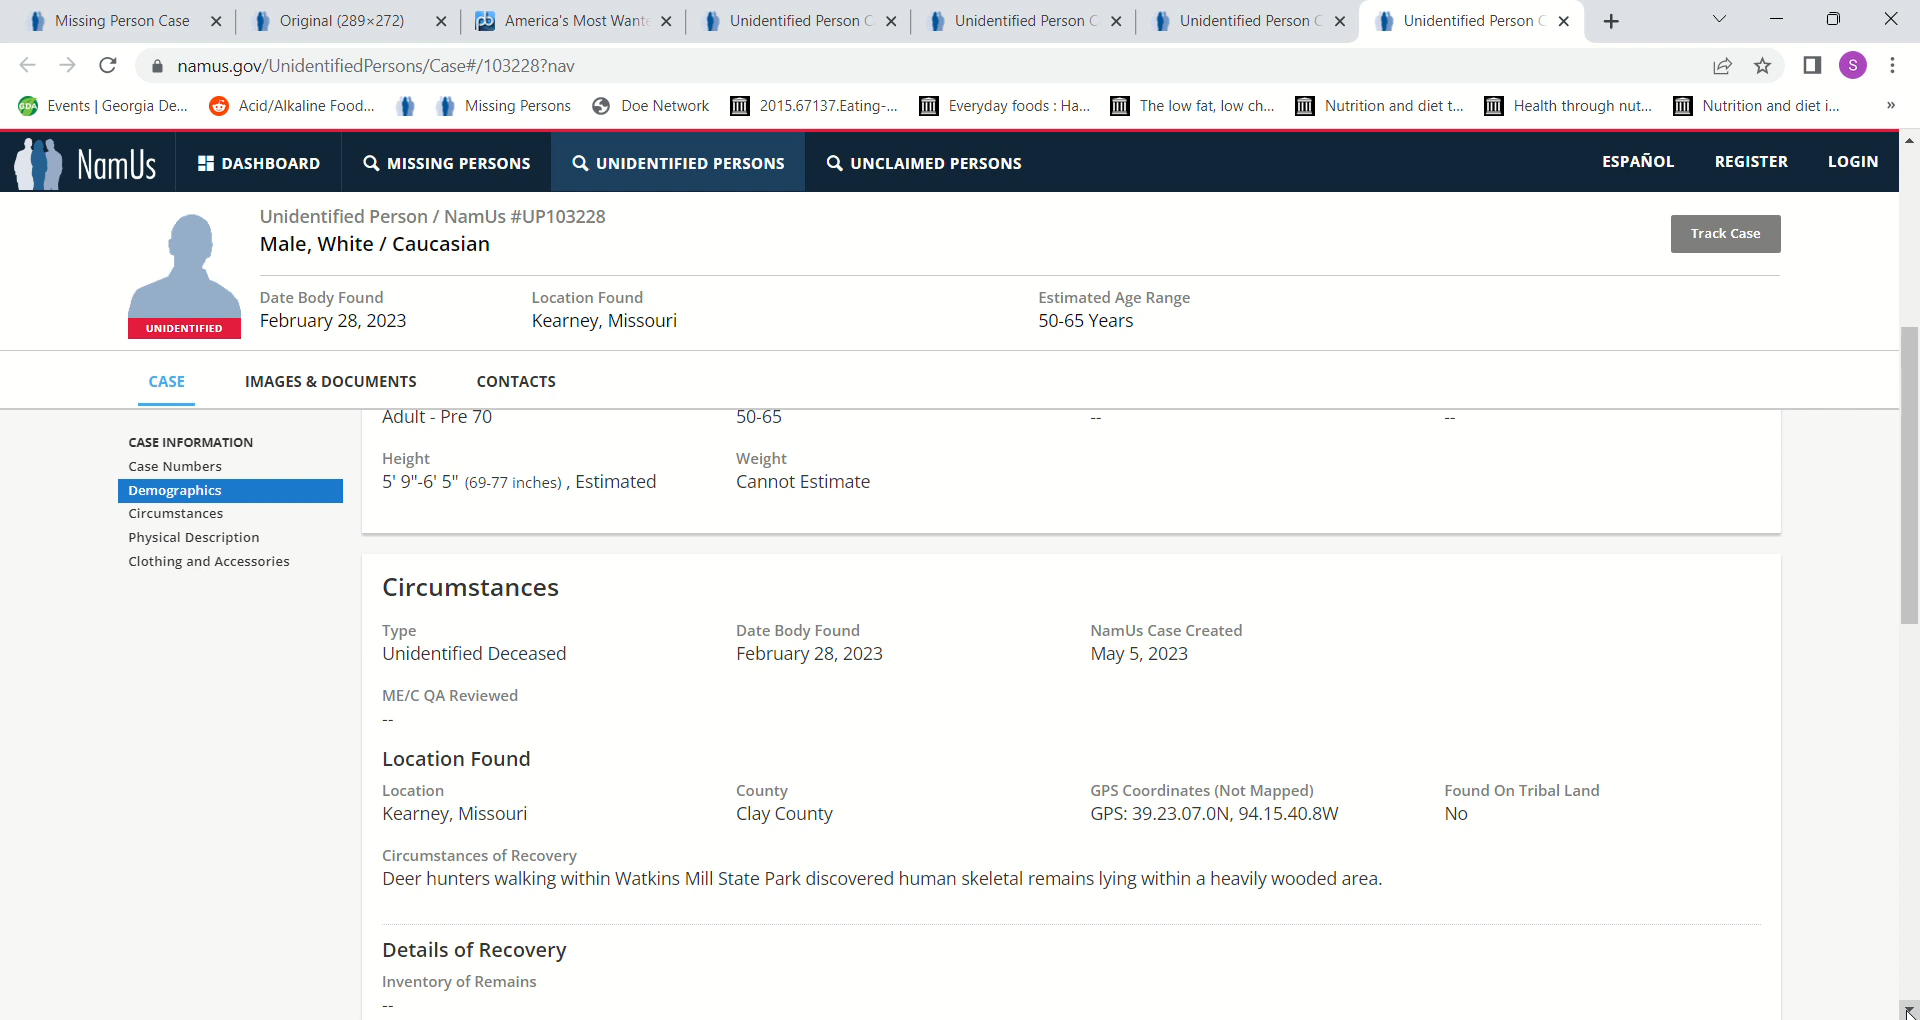 Missing Person Case
Original (289×272)
America's Most Wante
Unidentified Person C
Unidentified Person C
Unidentified Person C
Unidentified Person C
namus.gov/UnidentifiedPersons/Case#/103228?nav
S
GDA
Events | Georgia De...
Acid/Alkaline Food...
Missing Persons
Doe Network
2015.67137.Eating-...
Everyday foods : Ha...
The low fat, low ch...
Nutrition and diet t...
Health through nut...
Nutrition and diet i...
»
NamUs
DASHBOARD
MISSING PERSONS
UNIDENTIFIED PERSONS
UNCLAIMED PERSONS
ESPAÑOL
REGISTER
LOGIN
Unidentified Person / NamUs #UP103228
Male, White / Caucasian
Track Case
UNIDENTIFIED
Date Body Found
February 28, 2023
Location Found
Kearney, Missouri
Estimated Age Range
50-65 Years
CASE
IMAGES & DOCUMENTS
CONTACTS
CASE INFORMATION
Case Numbers
Demographics
Circumstances
Physical Description
Clothing and Accessories
Adult - Pre 70
50-65
--
--
Height
5' 9"-6' 5" (69-77 inches) , Estimated
Weight
Cannot Estimate
Circumstances
Type
Unidentified Deceased
Date Body Found
February 28, 2023
NamUs Case Created
May 5, 2023
ME/C QA Reviewed
--
Location Found
Location
Kearney, Missouri
County
Clay County
GPS Coordinates (Not Mapped)
GPS: 39.23.07.0N, 94.15.40.8W
Found On Tribal Land
No
Circumstances of Recovery
Deer hunters walking within Watkins Mill State Park discovered human skeletal remains lying within a heavily wooded area.
Details of Recovery
Inventory of Remains
--